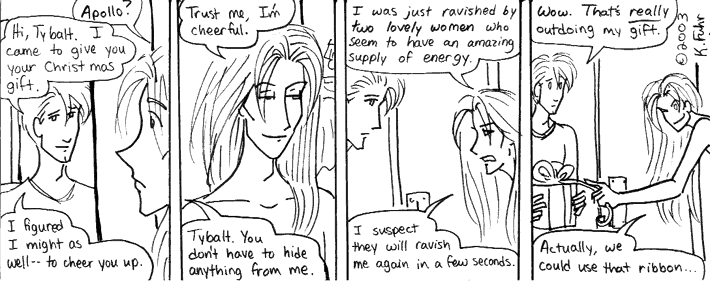 Apollo?
Hi, Tybalt. I
came to give you
your Christmas
gift.
I figured
I might as
well-- to cheer you up.
Trust me, I'm
cheerful.
Tybalt. You
don't have to hide
anything from me.
I was just ravished by
two lovely women who
seem to have an amazing
supply of energy.
I suspect
they will ravish
me again in a few seconds.
Wow. That's really
outdoing my gift.
Actually, we
could use that ribbon...
©2003
K. Fuhr